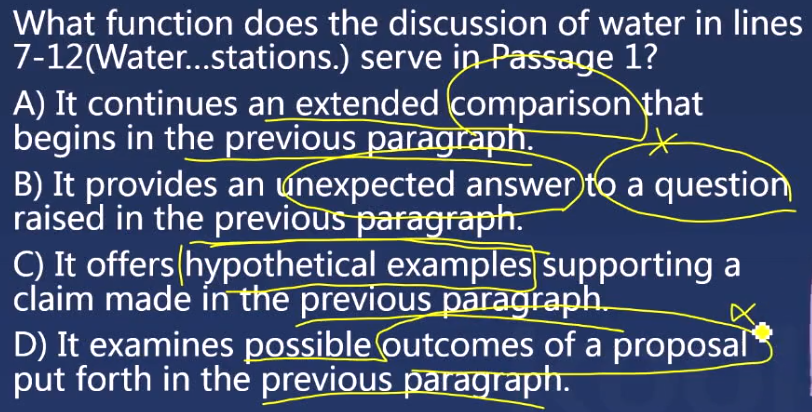 What function does the discussion of water in lines
7-12(Water...stations.) serve in Passage 1?
A) It continues an extended comparison that
begins in the previous paragraph.
B) It provides an unexpected answer to a question
raised in the previous paragraph.
C) It offers hypothetical examples supporting a
claim made in the previous paragraph.
D) It examines possible outcomes of a proposal
put forth in the previous paragraph.